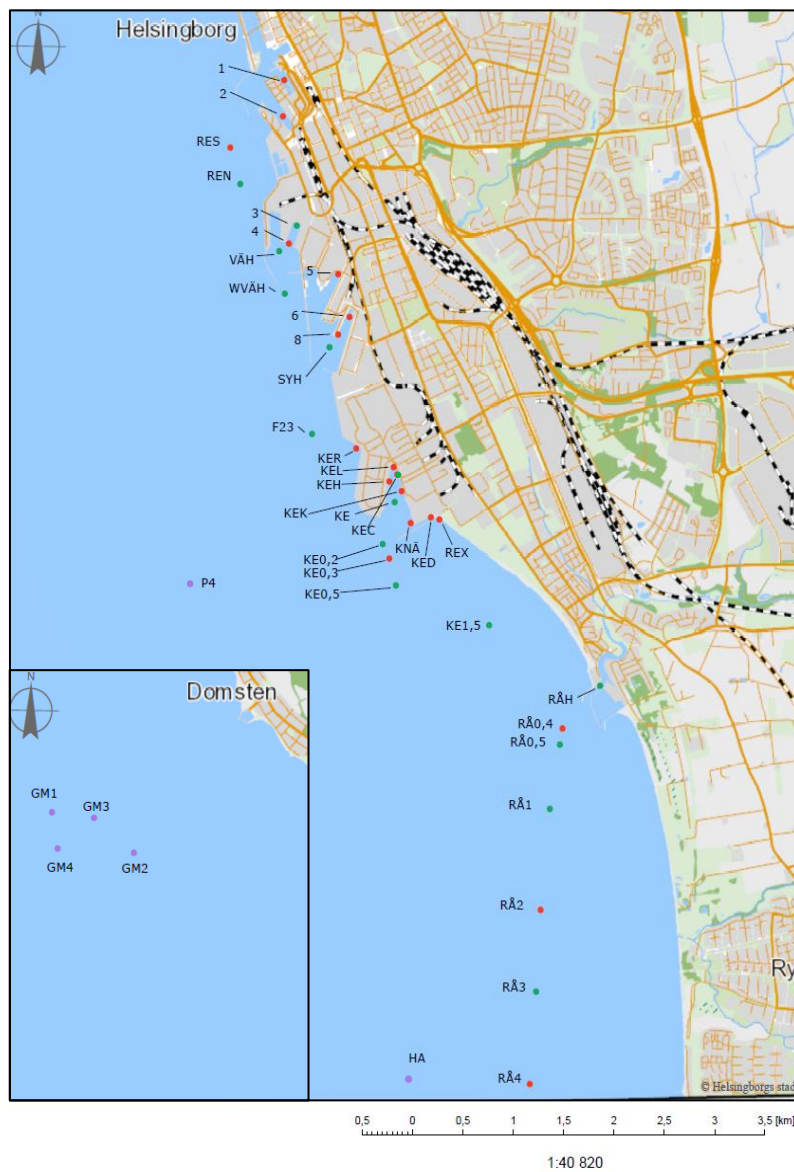 N
Helsingborg
1
2
RES
REN
3
4
VÄH
5
WVÄH
6
8
SYH
F23
KER
KEL
KEH
KEK
KE
KEC
KNÄ
KED
REX
KE0,2
KE0,3
P4
KE0,5
KE1,5
N
Domsten
RÅH
RÅ0,4
RÅ0,5
GM1
GM3
RÅ1
GM4
GM2
RÅ2
Ry
RÅ3
HA
RÅ4
© Helsingborgs stad
0,5 0 0,5 1 1,5 2 2,5 3 3,5 [km]
1:40 820